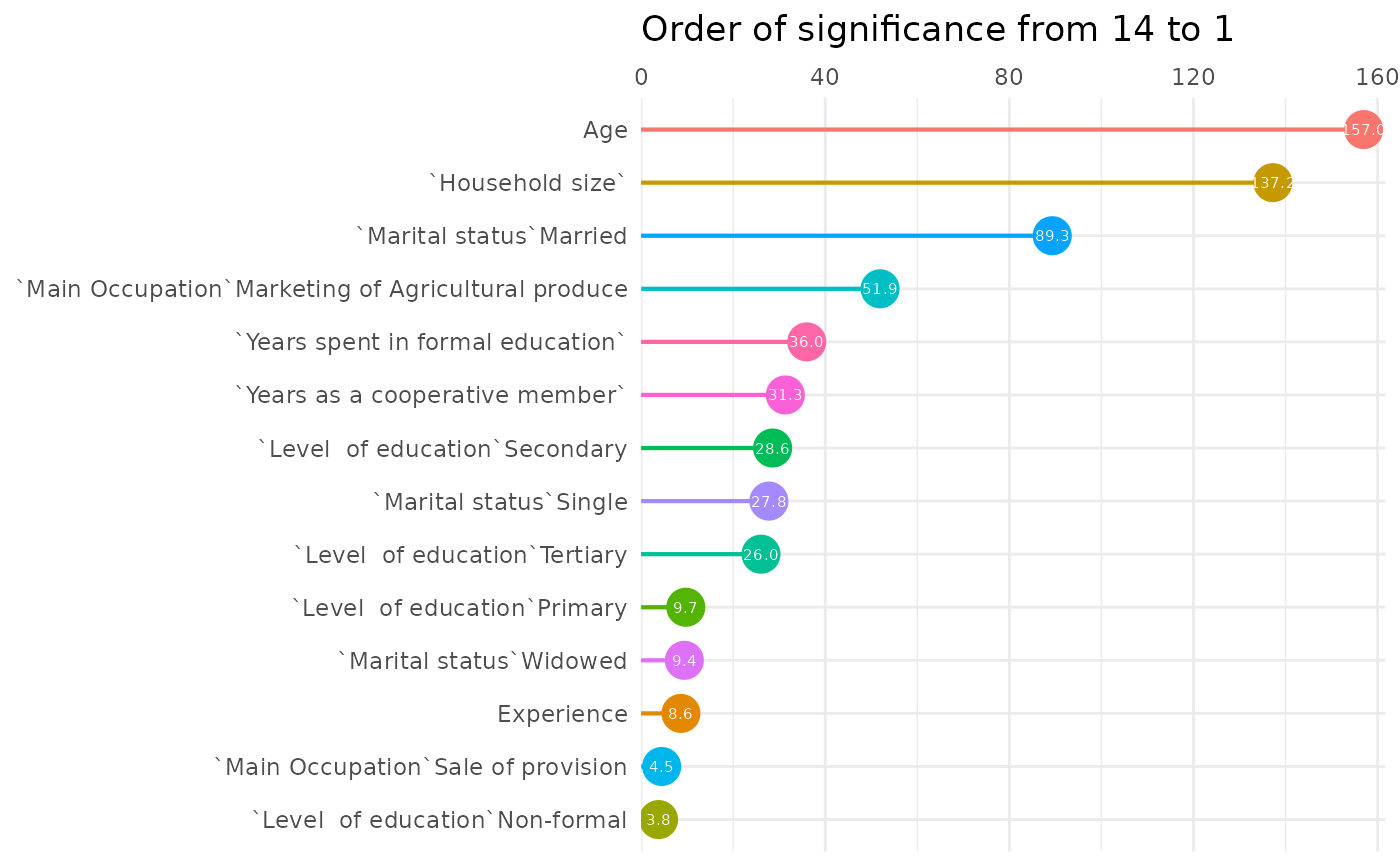 Order of significance from 14 to 1
0 40 80 120 160
Age 157.0
`Household size` 137.2
`Marital status`Married 89.3
`Main Occupation`Marketing of Agricultural produce 51.9
`Years spent in formal education` 36.0
`Years as a cooperative member` 31.3
`Level  of education`Secondary 28.6
`Marital status`Single 27.8
`Level  of education`Tertiary 26.0
`Level  of education`Primary 9.7
`Marital status`Widowed 9.4
Experience 8.6
`Main Occupation`Sale of provision 4.5
`Level  of education`Non-formal 3.8